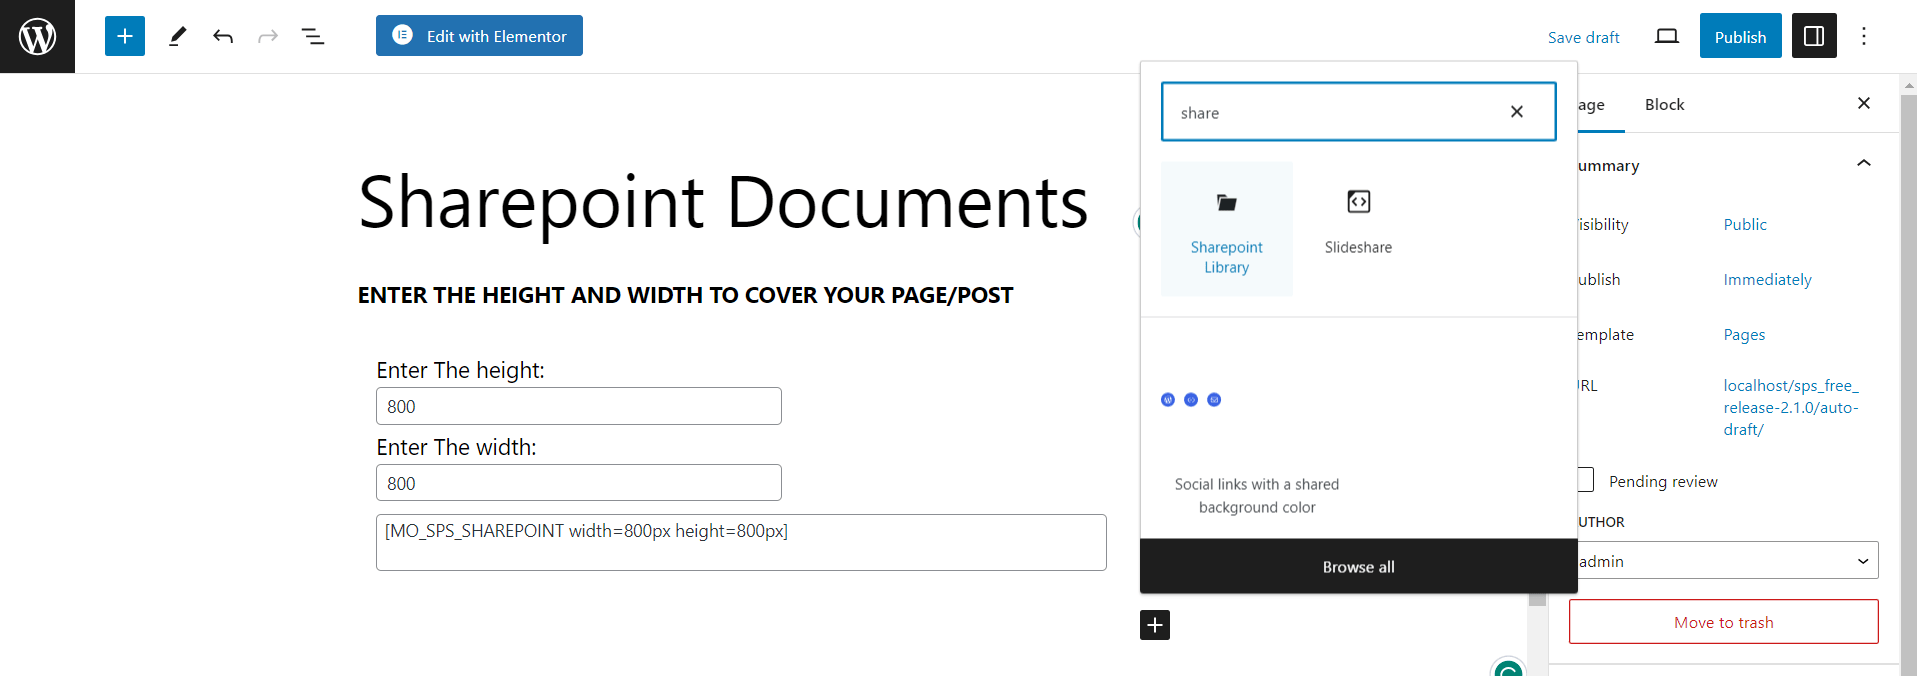 Edit with Elementor
Save draft
Publish
Sharepoint Documents
ENTER THE HEIGHT AND WIDTH TO COVER YOUR PAGE/POST
Enter The height:
800
Enter The width:
800
[MO_SPS_SHAREPOINT width=800px height=800px]
share
Sharepoint
Library
Slideshare
Social links with a shared
background color
Browse all
age
Block
ummary
isibility
Public
ublish
Immediately
emplate
Pages
RL
localhost/sps_free_
release-2.1.0/auto-
draft/
Pending review
UTHOR
admin
Move to trash